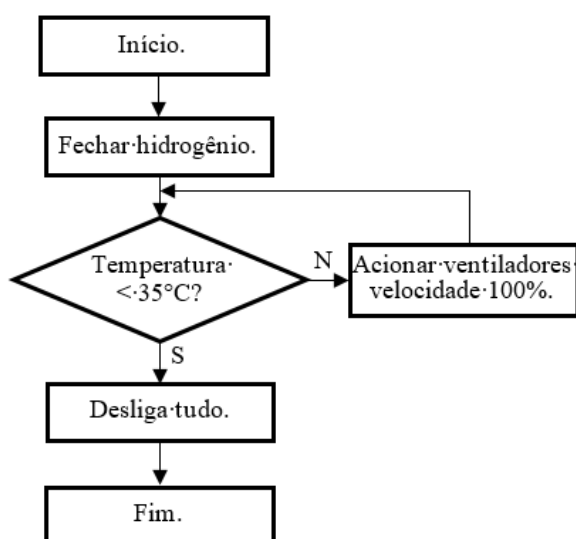 Início.
Fechar·hidrogênio.
Temperatura·
<·35°C?
N
Acionar·ventiladores·
velocidade·100%.
S
Desliga·tudo.
Fim.